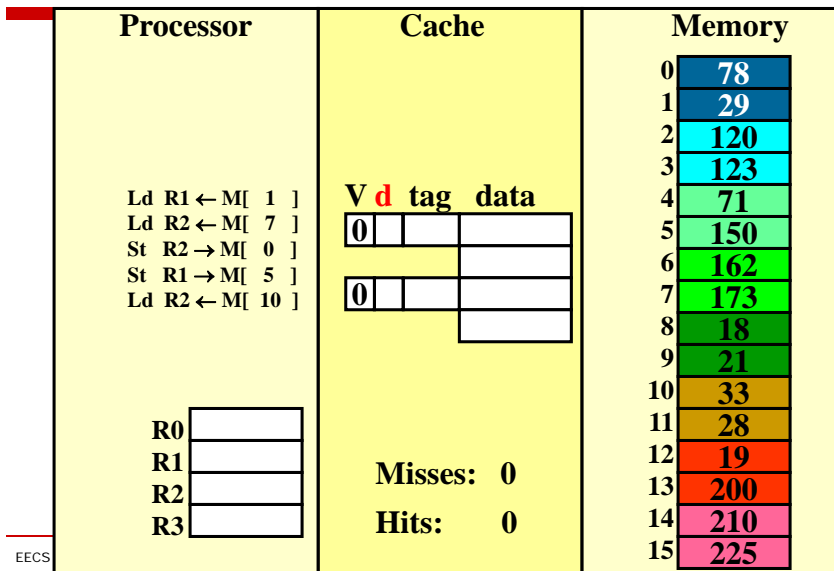 Processor
Ld R1 ← M[ 1 ]
Ld R2 ← M[ 7 ]
St R2 → M[ 0 ]
St R1 → M[ 5 ]
Ld R2 ← M[ 10 ]
R0
R1
R2
R3
Cache
V d tag data
0
0
Misses: 0
Hits: 0
Memory
0 78
1 29
2 120
3 123
4 71
5 150
6 162
7 173
8 18
9 21
10 33
11 28
12 19
13 200
14 210
15 225
EECS